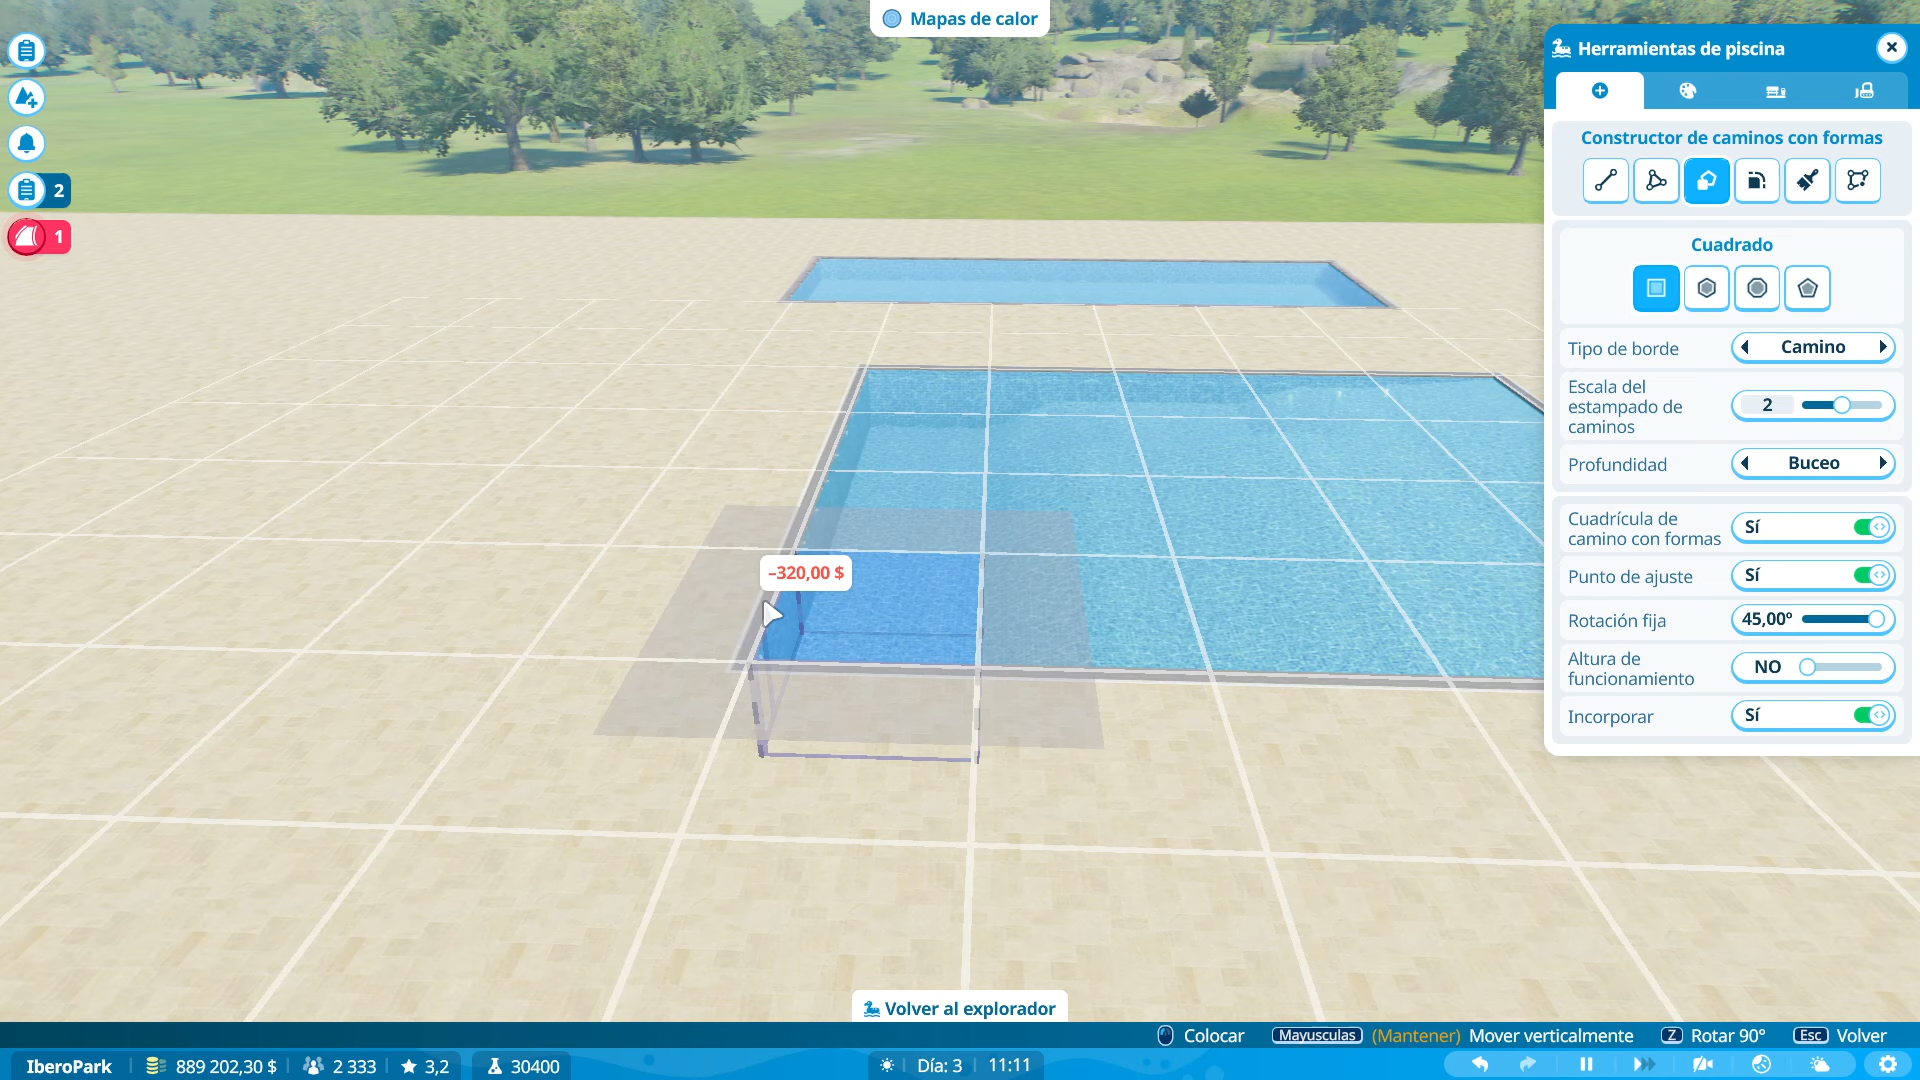 Mapas de calor
2
1
Herramientas de piscina
Constructor de caminos con formas
Cuadrado
Tipo de borde
Camino
Escala del
estampado de
caminos
2
Profundidad
Buceo
Cuadrícula de
camino con formas
Sí
Punto de ajuste
Sí
Rotación fija
45,00º
Altura de
funcionamiento
NO
Incorporar
Sí
–320,00 $
Volver al explorador
Colocar
Mayusculas (Mantener) Mover verticalmente
Z Rotar 90°
Esc Volver
IberoPark
889 202,30 $
2 333
3,2
30400
Día: 3
11:11